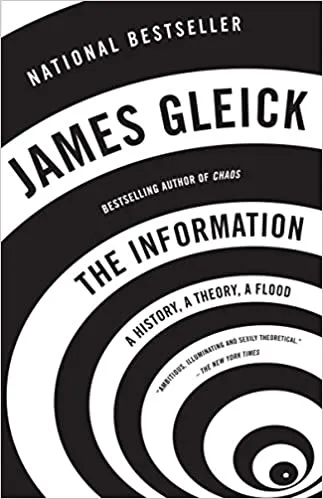 NATIONAL BESTSELLER
JAMES GLEICK
BESTSELLING AUTHOR OF CHAOS
THE INFORMATION
A HISTORY, A THEORY, A FLOOD
"AMBITIOUS, ILLUMINATING AND SEXILY THEORETICAL."
— THE NEW YORK TIMES